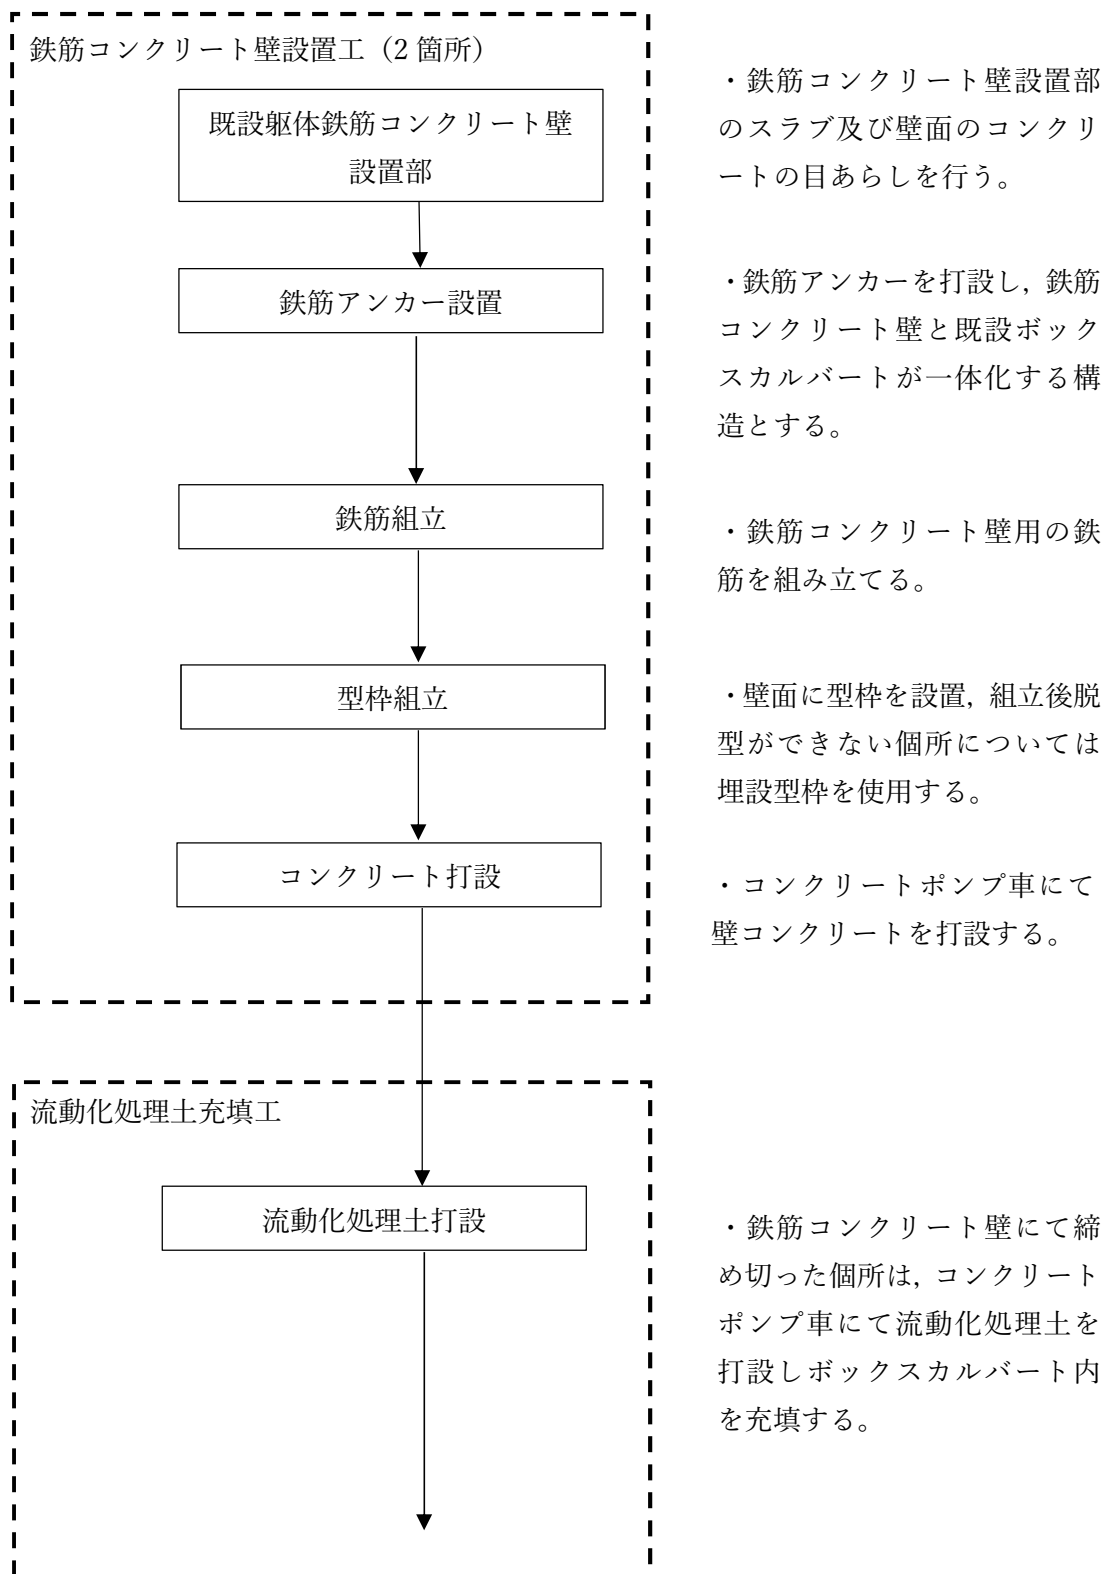 鉄筋コンクリート壁設置工（2 箇所）
既設躯体鉄筋コンクリート壁
設置部
・鉄筋コンクリート壁設置部
のスラブ及び壁面のコンクリ
ートの目あらしを行う。
鉄筋アンカー設置
・鉄筋アンカーを打設し, 鉄筋
コンクリート壁と既設ボック
スカルバートが一体化する構
造とする。
鉄筋組立
・鉄筋コンクリート壁用の鉄
筋を組み立てる。
型枠組立
・壁面に型枠を設置, 組立後脱
型ができない個所については
埋設型枠を使用する。
コンクリート打設
・コンクリートポンプ車にて
壁コンクリートを打設する。
流動化処理土充填工
流動化処理土打設
・鉄筋コンクリート壁にて締
め切った個所は, コンクリート
ポンプ車にて流動化処理土を
打設しボックスカルバート内
を充填する。